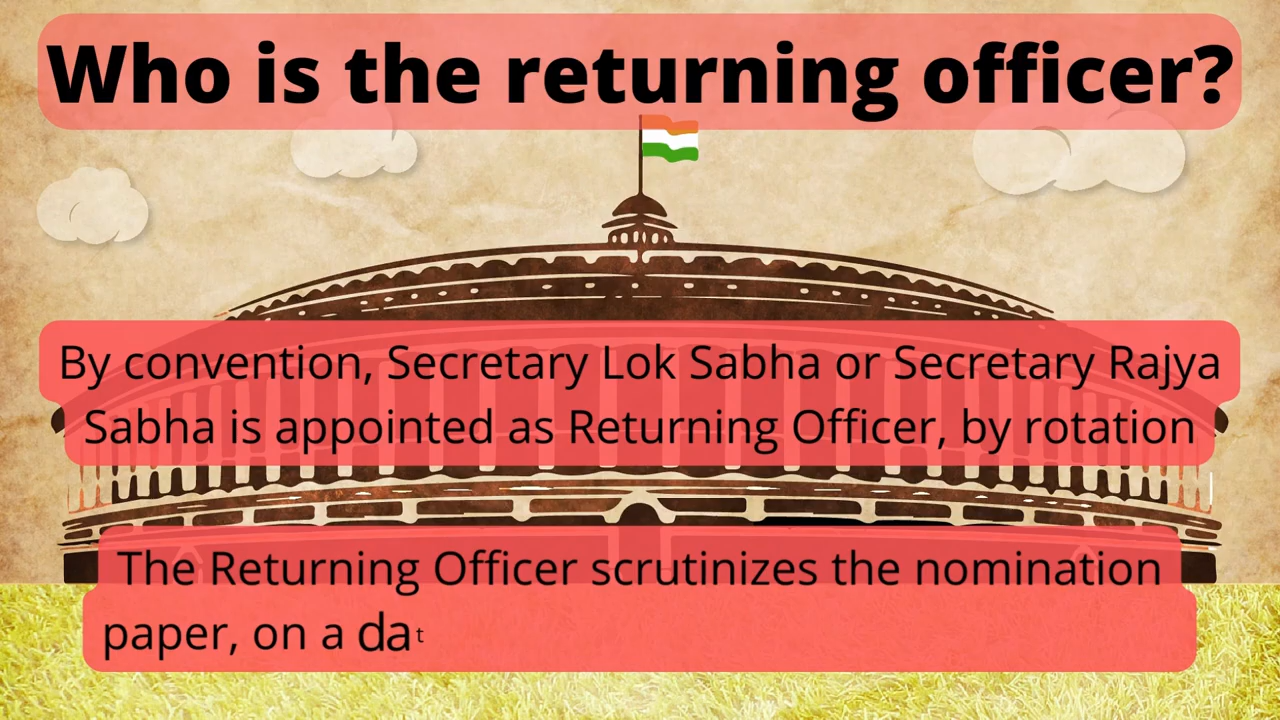 Who is the returning officer?
By convention, Secretary Lok Sabha or Secretary Rajya
Sabha is appointed as Returning Officer, by rotation
The Returning Officer scrutinizes the nomination
paper, on a dat